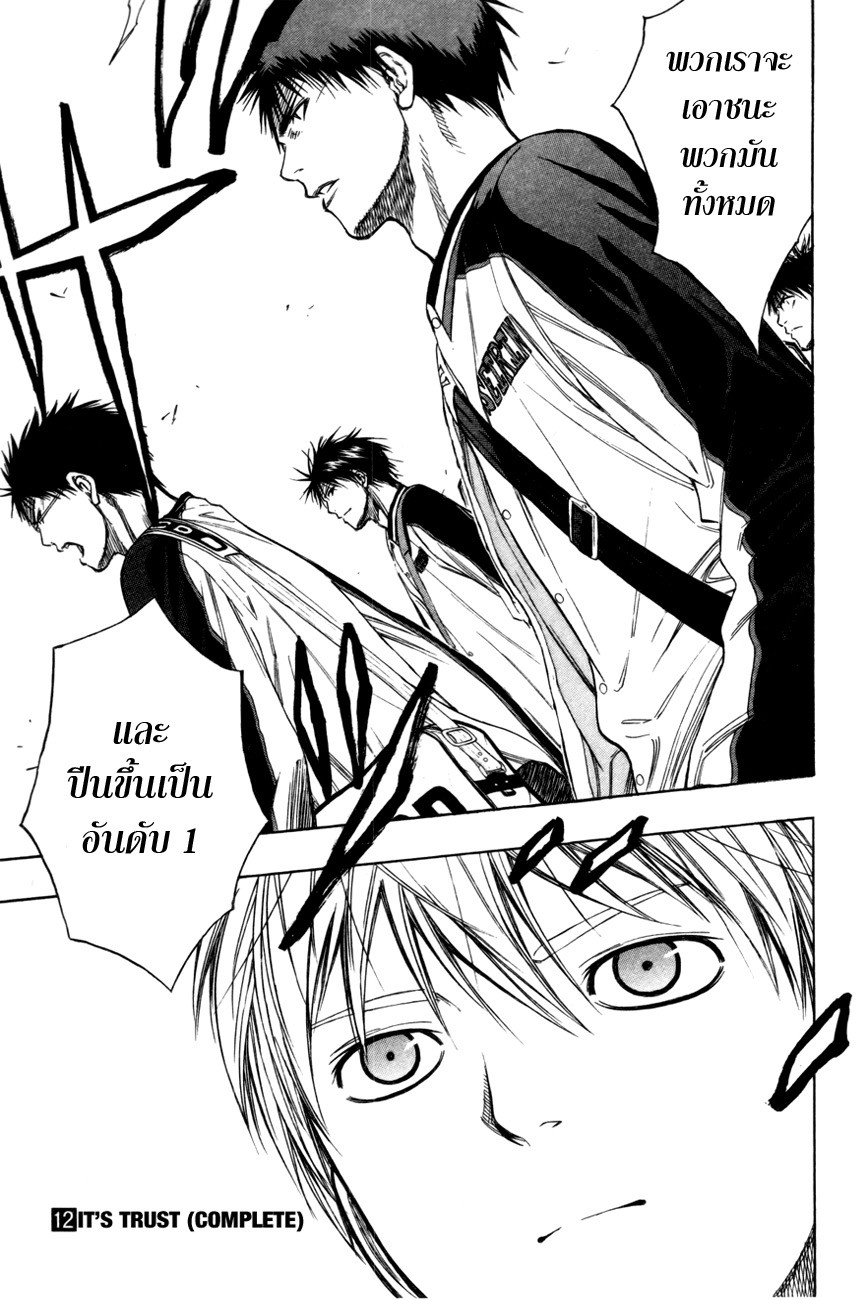 พวกเราจะ
เอาชนะ
พวกมัน
ทั้งหมด
SEIRIN
และ
ปีนขึ้นเป็น
อันดับ 1
12 IT'S TRUST (COMPLETE)